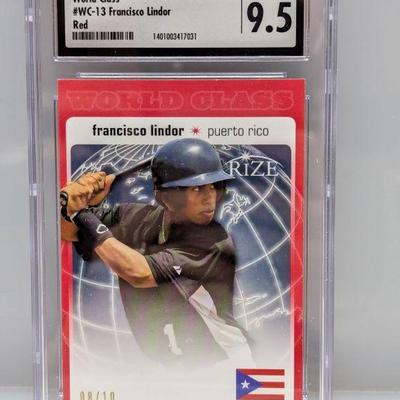 World Class
#WC-13 Francisco Lindor
Red
1401003417031
9.5
WORLD CLASS
francisco lindor * puerto rico
RIZE
08/10